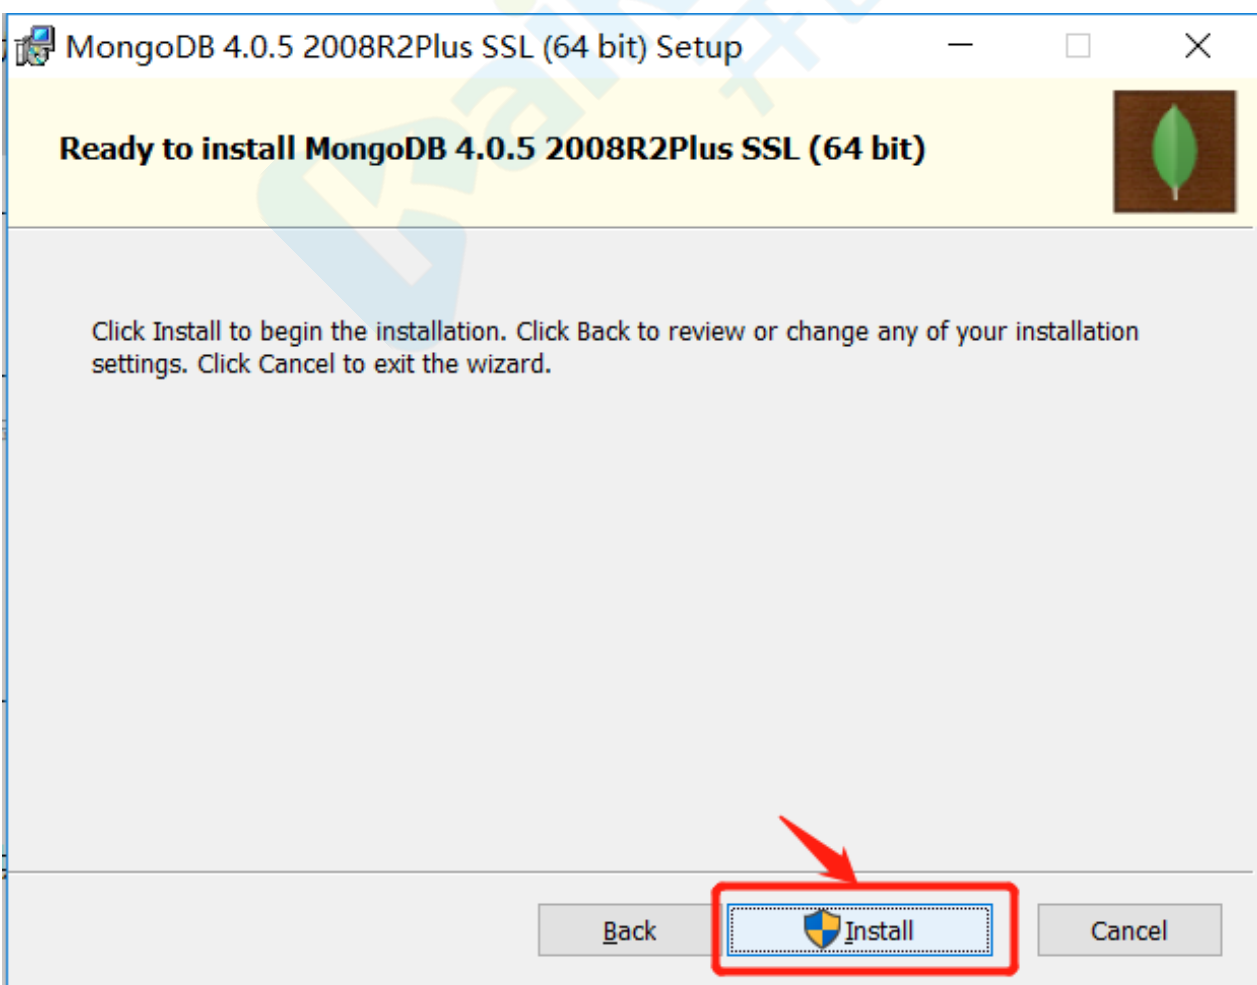 MongoDB 4.0.5 2008R2Plus SSL (64 bit) Setup
Ready to install MongoDB 4.0.5 2008R2Plus SSL (64 bit)
Click Install to begin the installation. Click Back to review or change any of your installation
settings. Click Cancel to exit the wizard.
Back
Install
Cancel